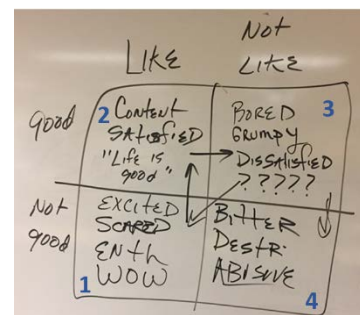 LIKE
Not
LIKE
good
2 CONTENT
SATISFIED
"LIFE IS
good"
BORED 3
GRUMPY
DISSATISFIED
?????
Not
good
EXCITED
SCARED
ENTH
1 WOW
BITTER
DESTR.
ABISUVE
4